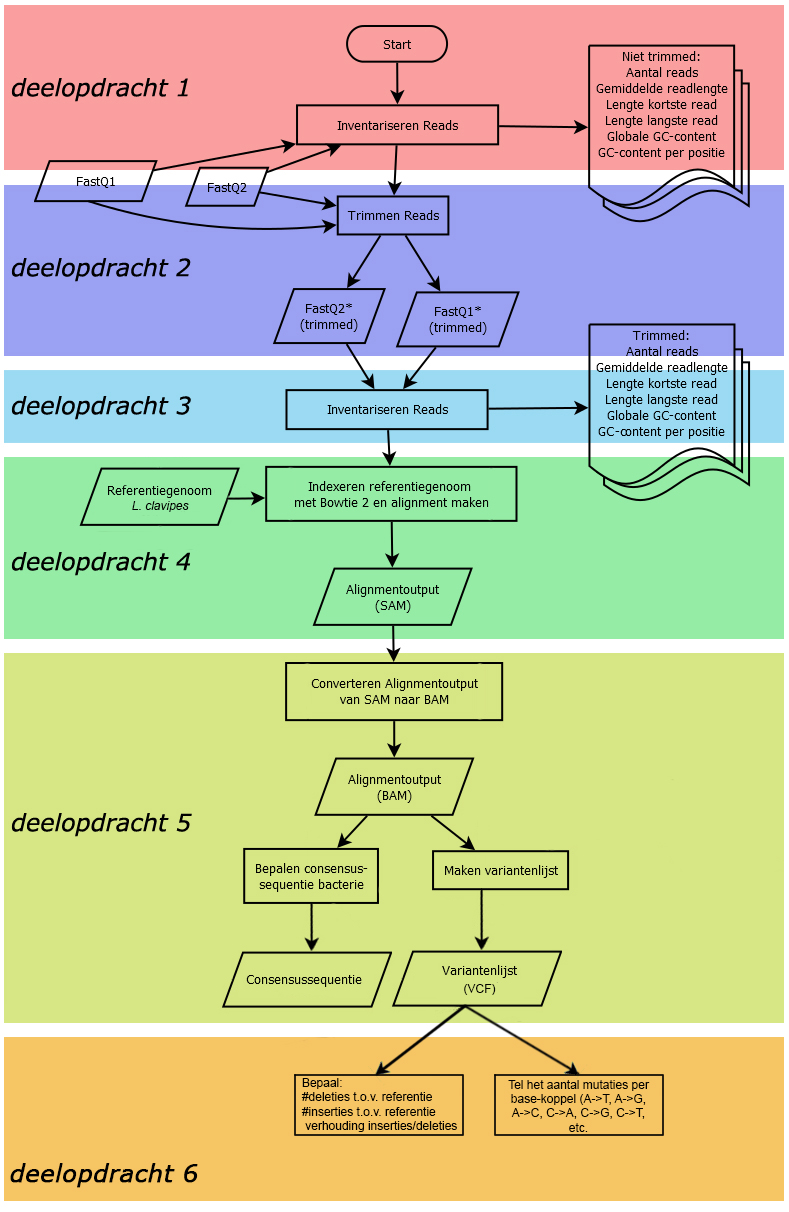 Start
deelopdracht 1
Inventariseren Reads
Niet trimmed:
Aantal reads
Gemiddelde readlengte
Lengte kortste read
Lengte langste read
Globale GC-content
GC-content per positie
FastQ1
FastQ2
Trimmen Reads
deelopdracht 2
FastQ2*
(trimmed)
FastQ1*
(trimmed)
deelopdracht 3
Inventariseren Reads
Trimmed:
Aantal reads
Gemiddelde readlengte
Lengte kortste read
Lengte langste read
Globale GC-content
GC-content per positie
Referentiegenoom
L. clavipes
Indexeren referentiegenoom
met Bowtie 2 en alignment maken
deelopdracht 4
Alignmentoutput
(SAM)
Converteren Alignmentoutput
van SAM naar BAM
Alignmentoutput
(BAM)
deelopdracht 5
Bepalen consensus-
sequentie bacterie
Maken variantenlijst
Consensussequentie
Variantenlijst
(VCF)
Bepaal:
#deleties t.o.v. referentie
#inserties t.o.v. referentie
verhouding inserties/deleties
Tel het aantal mutaties per
base-koppel (A->T, A->G,
A->C, C->A, C->G, C->T,
etc.
deelopdracht 6